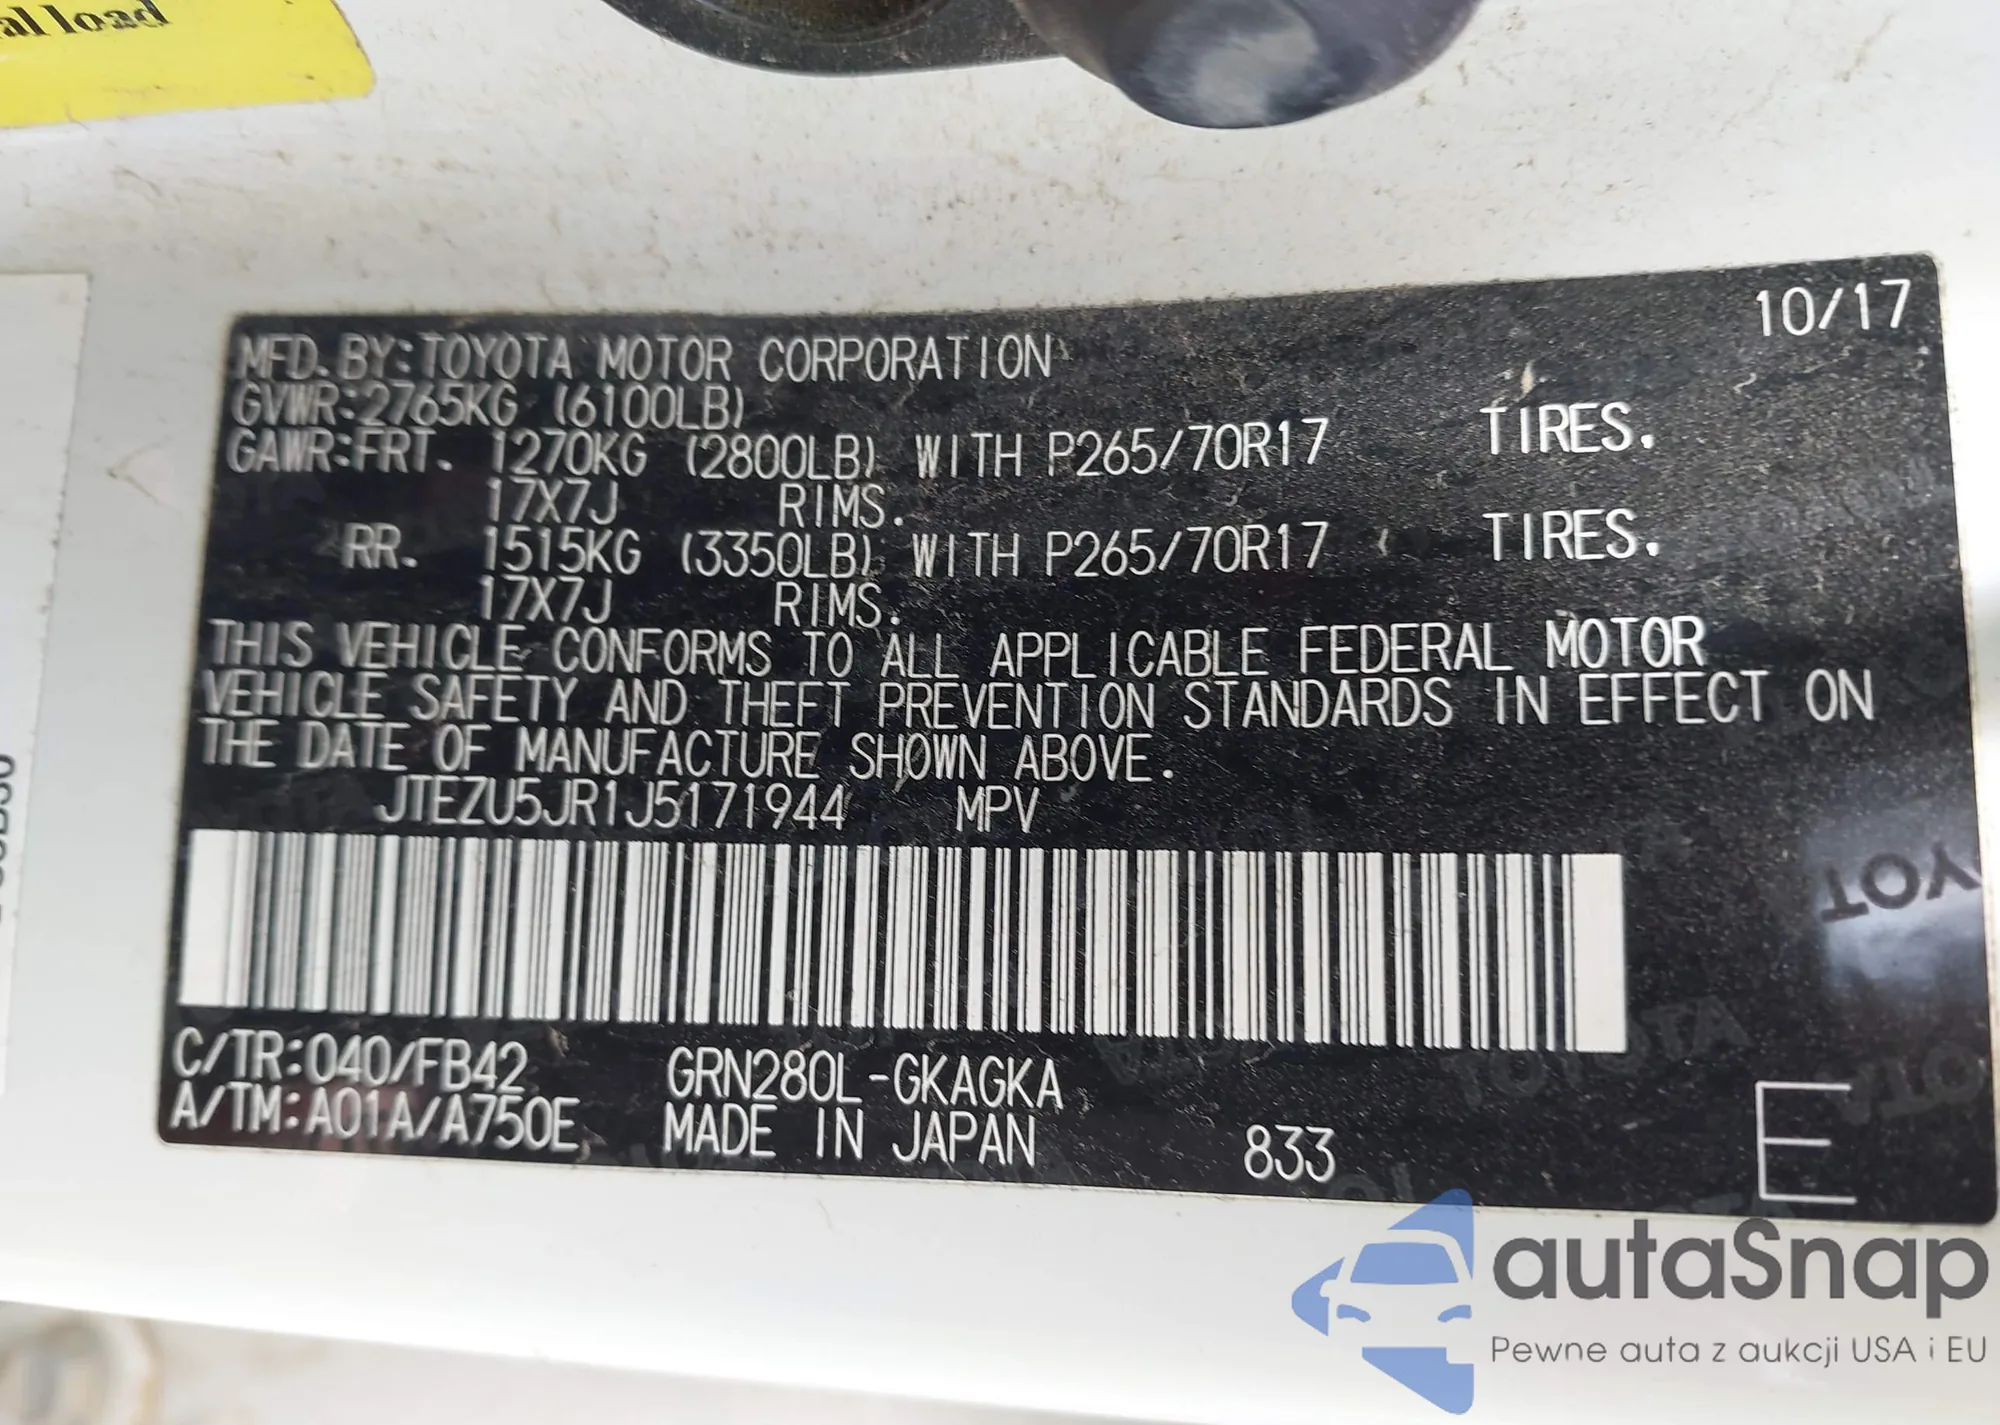 al load
10/17
MFD. BY:TOYOTA MOTOR CORPORATION
GVWR:2765KG (6100LB)
GAWR:FRT. 1270KG (2800LB) WITH P265/70R17 TIRES.
17X7J RIMS.
RR. 1515KG (3350LB) WITH P265/70R17 TIRES.
17X7J RIMS.
THIS VEHICLE CONFORMS TO ALL APPLICABLE FEDERAL MOTOR
VEHICLE SAFETY AND THEFT PREVENTION STANDARDS IN EFFECT ON
THE DATE OF MANUFACTURE SHOWN ABOVE.
JTEZU5JR1J5171944 MPV
C/TR:040/FB42 GRN280L-GKAGKA
A/TM:A01A/A750E MADE IN JAPAN 833 E
YOT
TOYOTA
autaSnap
Pewne auta z aukcji USA i EU